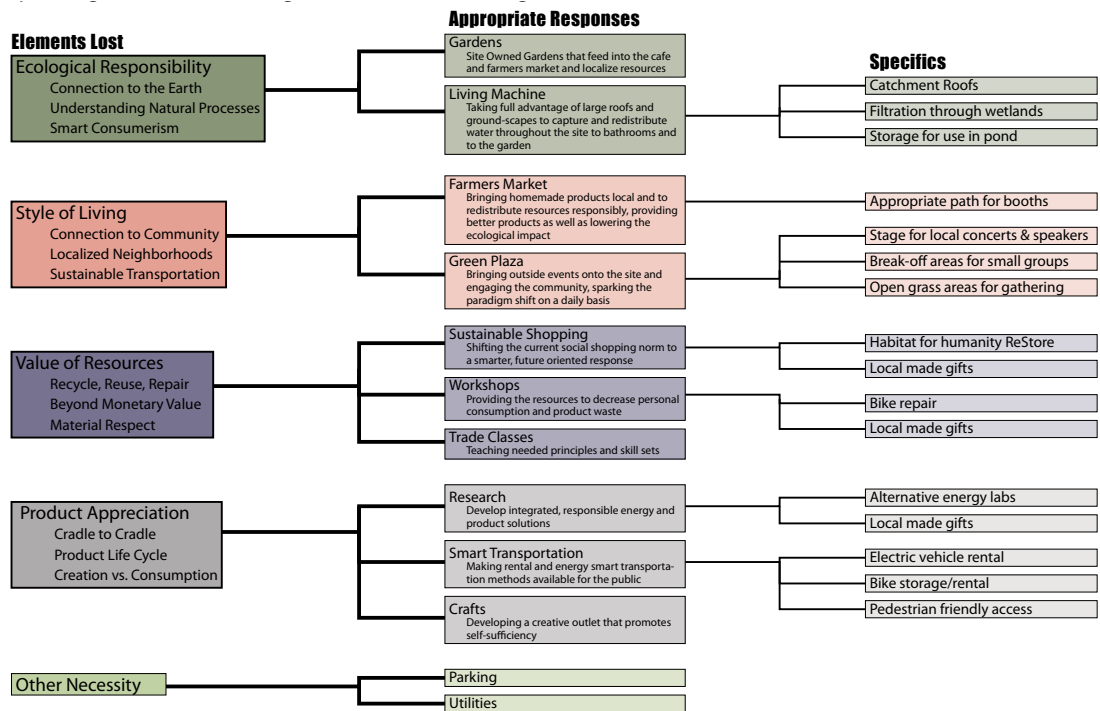 Appropriate Responses
Elements Lost
Ecological Responsibility
Connection to the Earth
Understanding Natural Processes
Smart Consumerism
Gardens
Site Owned Gardens that feed into the cafe
and farmers market and localize resources
Living Machine
Taking full advantage of large roofs and
ground-scapes to capture and redistribute
water throughout the site to bathrooms and
to the garden
Specifics
Catchment Roofs
Filtration through wetlands
Storage for use in pond
Style of Living
Connection to Community
Localized Neighborhoods
Sustainable Transportation
Farmers Market
Bringing homemade products local and to
redistribute resources responsibly, providing
better products as well as lowering the
ecological impact
Green Plaza
Bringing outside events onto the site and
engaging the community, sparking the
paradigm shift on a daily basis
Appropriate path for booths
Stage for local concerts & speakers
Break-off areas for small groups
Open grass areas for gathering
Value of Resources
Recycle, Reuse, Repair
Beyond Monetary Value
Material Respect
Sustainable Shopping
Shifting the current social shopping norm to
a smarter, future oriented response
Workshops
Providing the resources to decrease personal
consumption and product waste
Trade Classes
Teaching needed principles and skill sets
Habitat for humanity ReStore
Local made gifts
Bike repair
Local made gifts
Product Appreciation
Cradle to Cradle
Product Life Cycle
Creation vs. Consumption
Research
Develop integrated, responsible energy and
product solutions
Smart Transportation
Making rental and energy smart transporta-
tion methods available for the public
Crafts
Developing a creative outlet that promotes
self-sufficiency
Alternative energy labs
Local made gifts
Electric vehicle rental
Bike storage/rental
Pedestrian friendly access
Other Necessity
Parking
Utilities